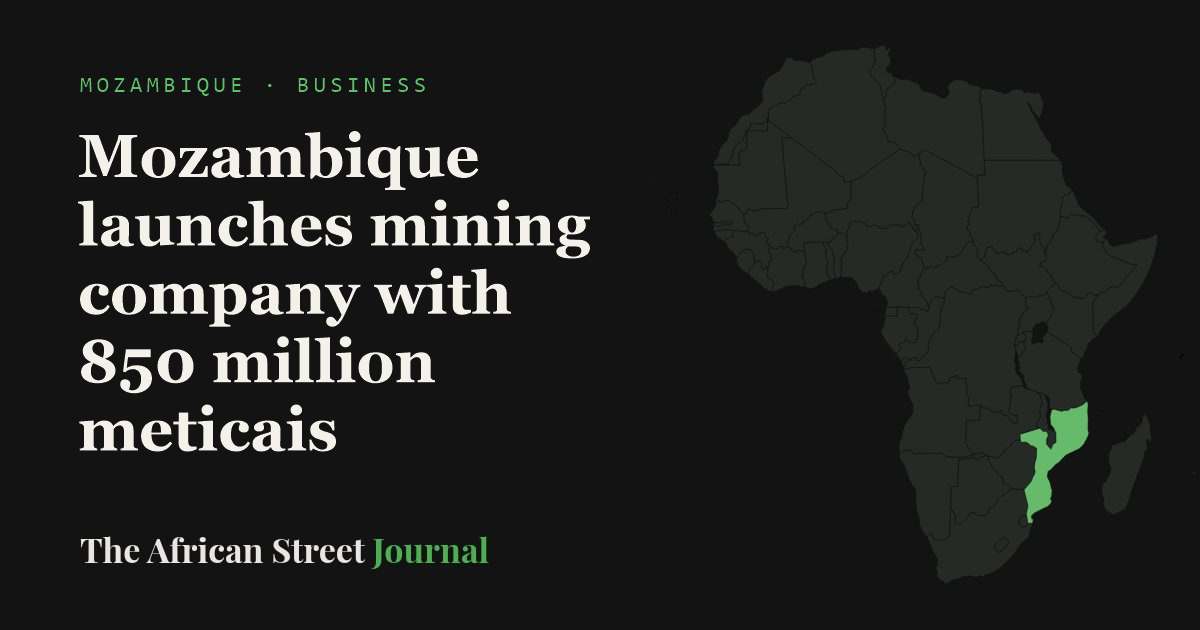 MOZAMBIQUE · BUSINESS
Mozambique
launches mining
company with
850 million
meticais
The African Street Journal